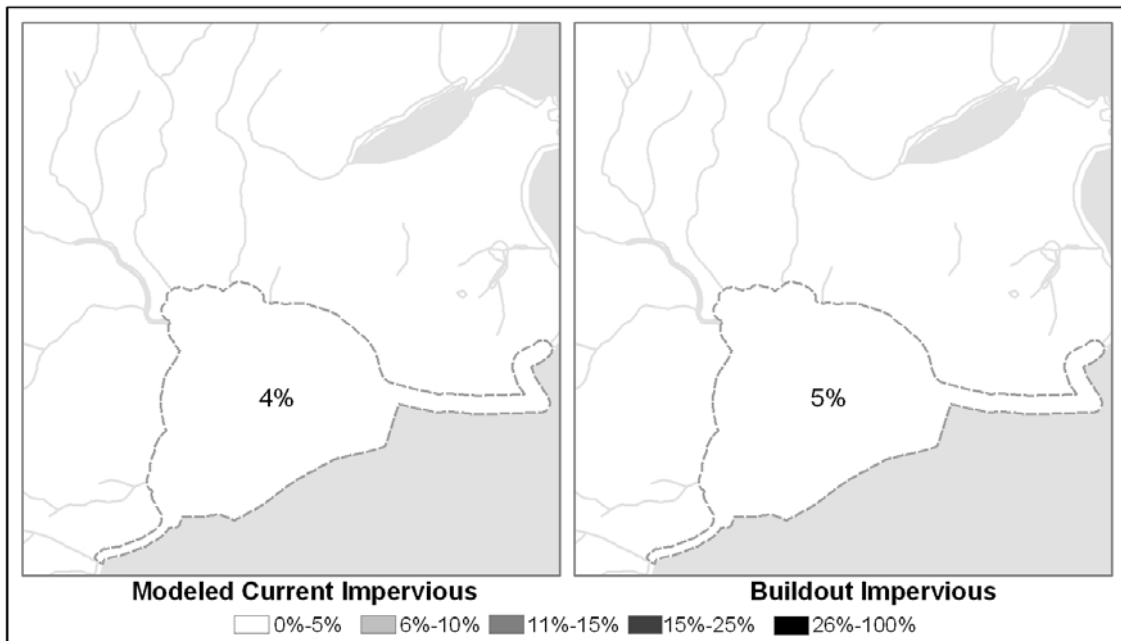 4%
5%
Modeled Current Impervious
Buildout Impervious
0%-5% 6%-10% 11%-15% 15%-25% 26%-100%